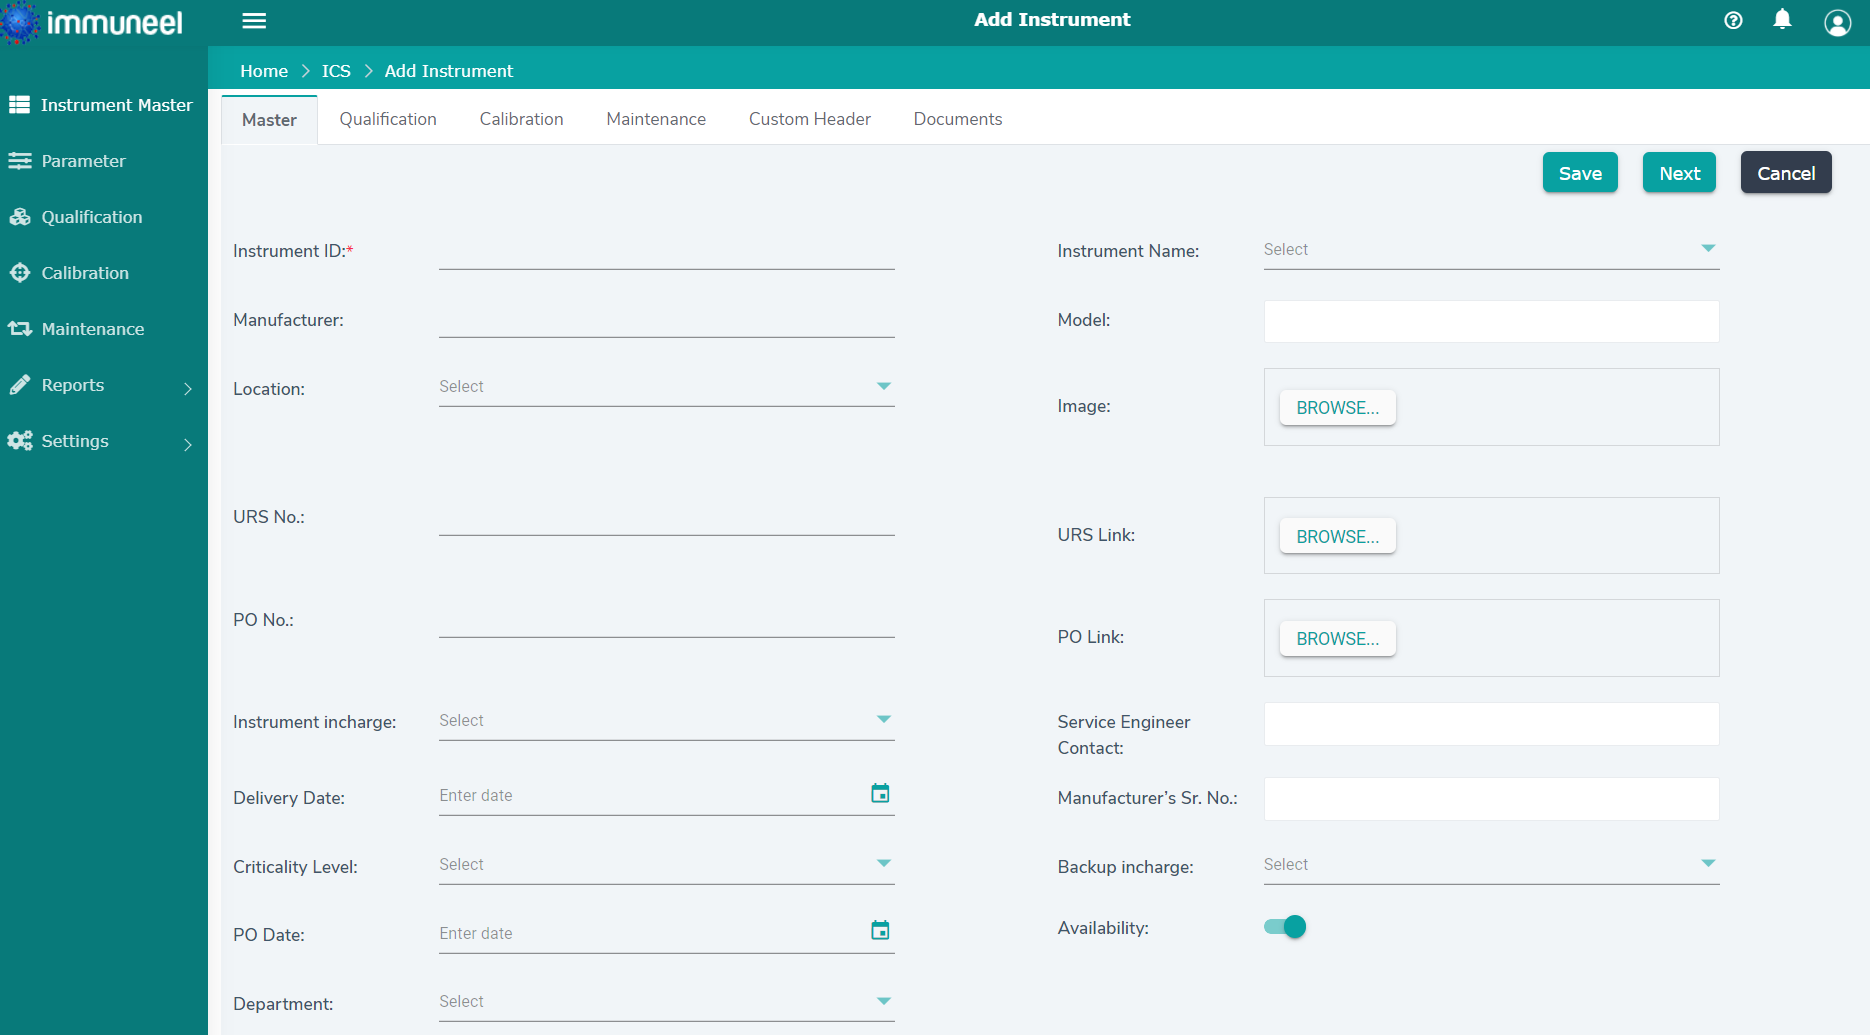 immuneel
Add Instrument
Home > ICS > Add Instrument
Instrument Master
Parameter
Qualification
Calibration
Maintenance
Reports
Settings
Master Qualification Calibration Maintenance Custom Header Documents
Save Next Cancel
Instrument ID:*
Instrument Name: Select
Manufacturer:
Model:
Location: Select
Image: BROWSE...
URS No.:
URS Link: BROWSE...
PO No.:
PO Link: BROWSE...
Instrument incharge: Select
Service Engineer
Contact:
Delivery Date: Enter date
Manufacturer’s Sr. No.:
Criticality Level: Select
Backup incharge: Select
PO Date: Enter date
Availability:
Department: Select